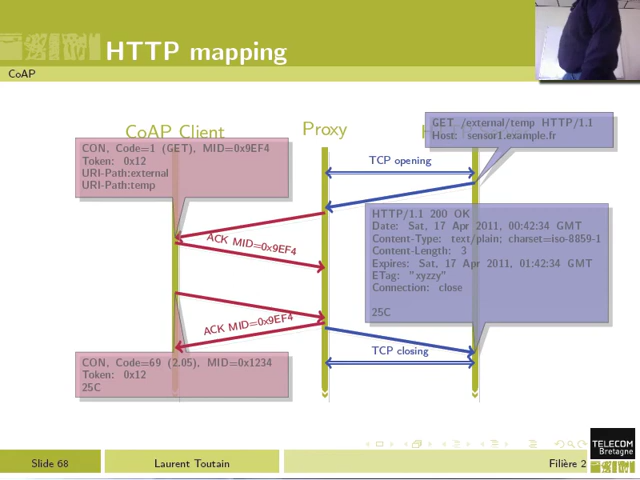 HTTP mapping
CoAP
CoAP Client
Proxy
GET /external/temp HTTP/1.1
Host: sensor1.example.fr
CON, Code=1 (GET), MID=0x9EF4
Token: 0x12
URI-Path:external
URI-Path:temp
TCP opening
ACK MID=0x9EF4
HTTP/1.1 200 OK
Date: Sat, 17 Apr 2011, 00:42:34 GMT
Content-Type: text/plain; charset=iso-8859-1
Content-Length: 3
Expires: Sat, 17 Apr 2011, 01:42:34 GMT
ETag: "xyzzy"
Connection: close
25C
ACK MID=0x9EF4
TCP closing
CON, Code=69 (2.05), MID=0x1234
Token: 0x12
25C
Slide 68
Laurent Toutain
Filière 2
TELECOM
Bretagne